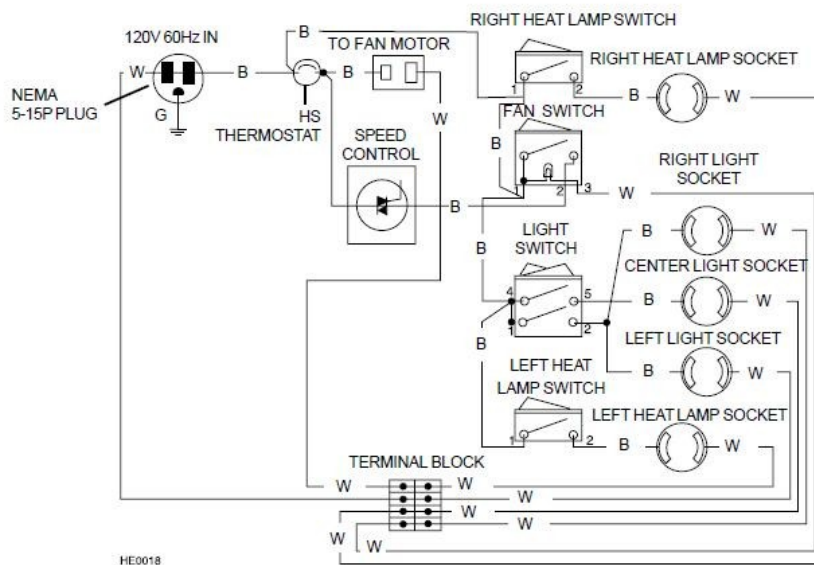 RIGHT HEAT LAMP SWITCH
120V 60Hz IN
B
TO FAN MOTOR
RIGHT HEAT LAMP SOCKET
W
B
B
1
2
NEMA
5-15P PLUG
G
HS
THERMOSTAT
W
B
W
FAN SWITCH
SPEED
CONTROL
B
RIGHT LIGHT
SOCKET
1
2
3
W
B
LIGHT
SWITCH
B
B
W
CENTER LIGHT SOCKET
4
5
B
W
1
2
LEFT LIGHT SOCKET
B
LEFT HEAT
LAMP SWITCH
B
W
LEFT HEAT LAMP SOCKET
1
2
B
W
TERMINAL BLOCK
W
W
W
W
W
W
W
W
HE0018